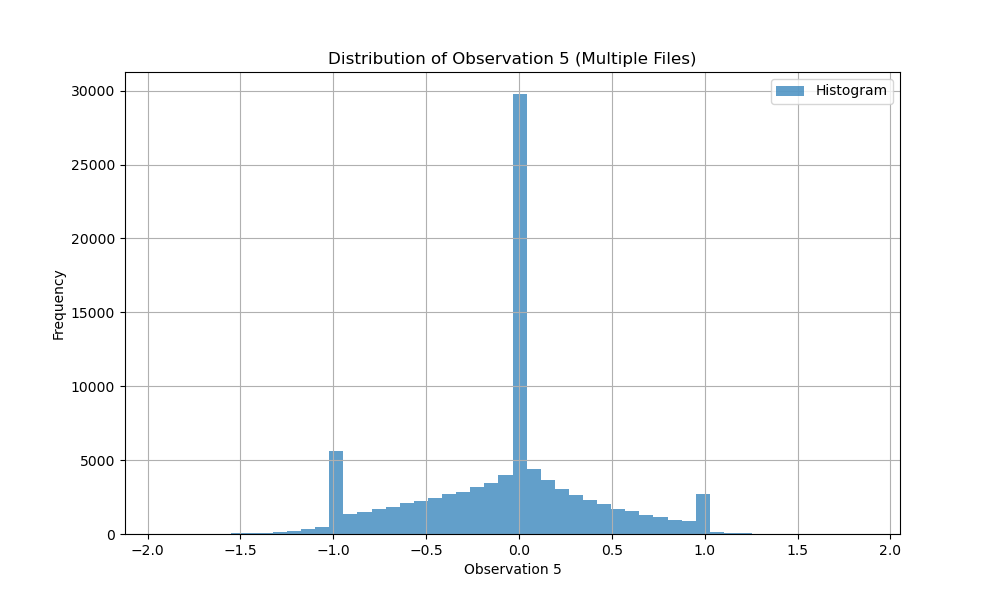 Distribution of Observation 5 (Multiple Files)
Histogram
30000
25000
20000
15000
10000
5000
0
Frequency
−2.0 −1.5 −1.0 −0.5 0.0 0.5 1.0 1.5 2.0
Observation 5